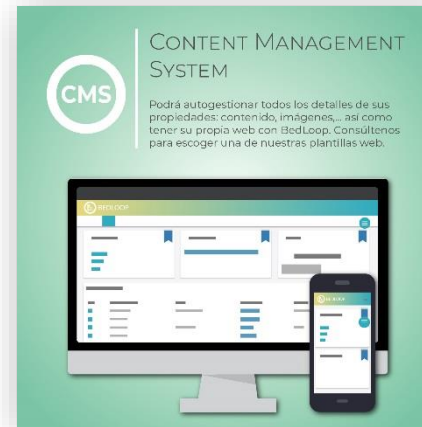 CONTENT MANAGEMENT
SYSTEM
CMS
Podrá autogestionar todos los detalles de sus
propiedades: contenido, imágenes,... así como
tener su propia web con BedLoop. Consúltenos
para escoger una de nuestras plantillas web.
BEDLOOP
BEDLOOP